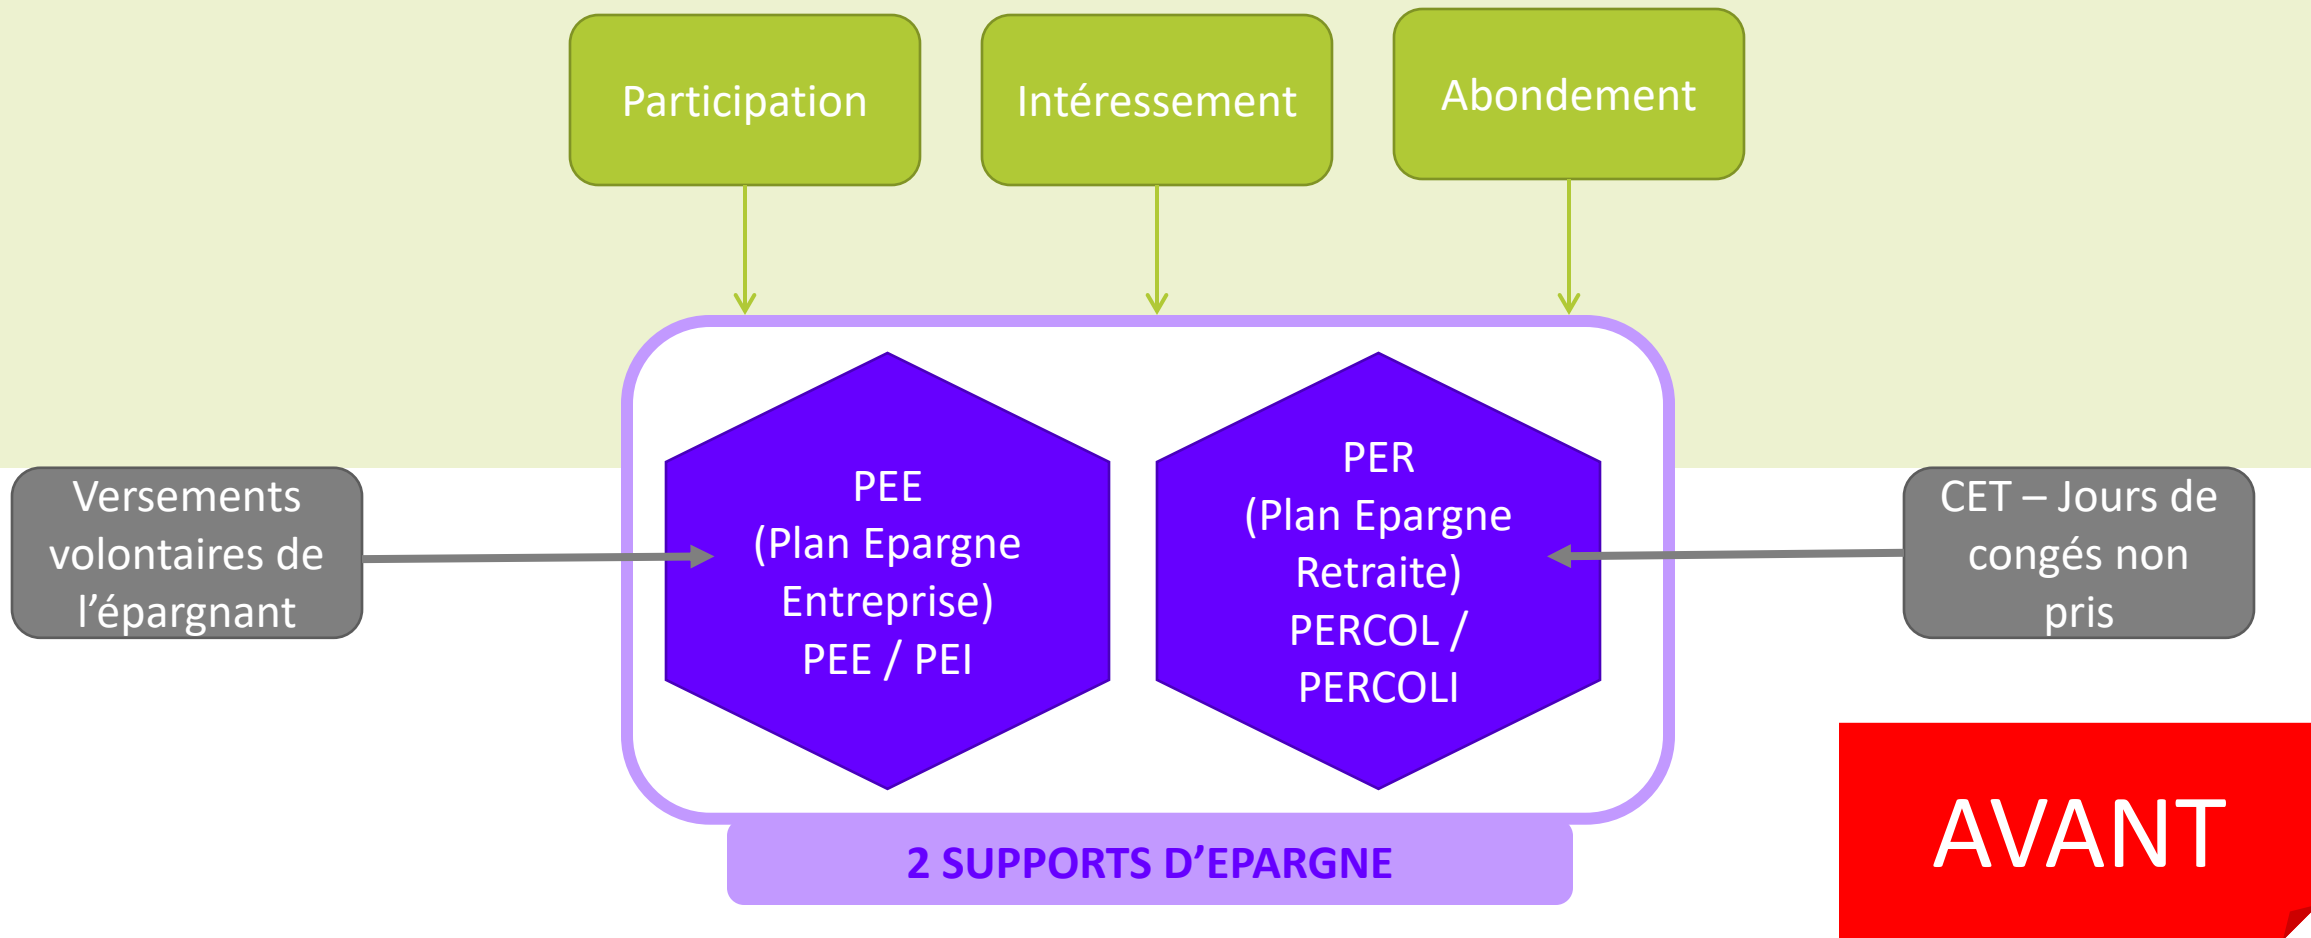 Participation
Intéressement
Abondement
Versements
volontaires de
l’épargnant
PEE
(Plan Epargne
Entreprise)
PEE / PEI
PER
(Plan Epargne
Retraite)
PERCOL /
PERCOLI
CET – Jours de
congés non
pris
2 SUPPORTS D’EPARGNE
AVANT